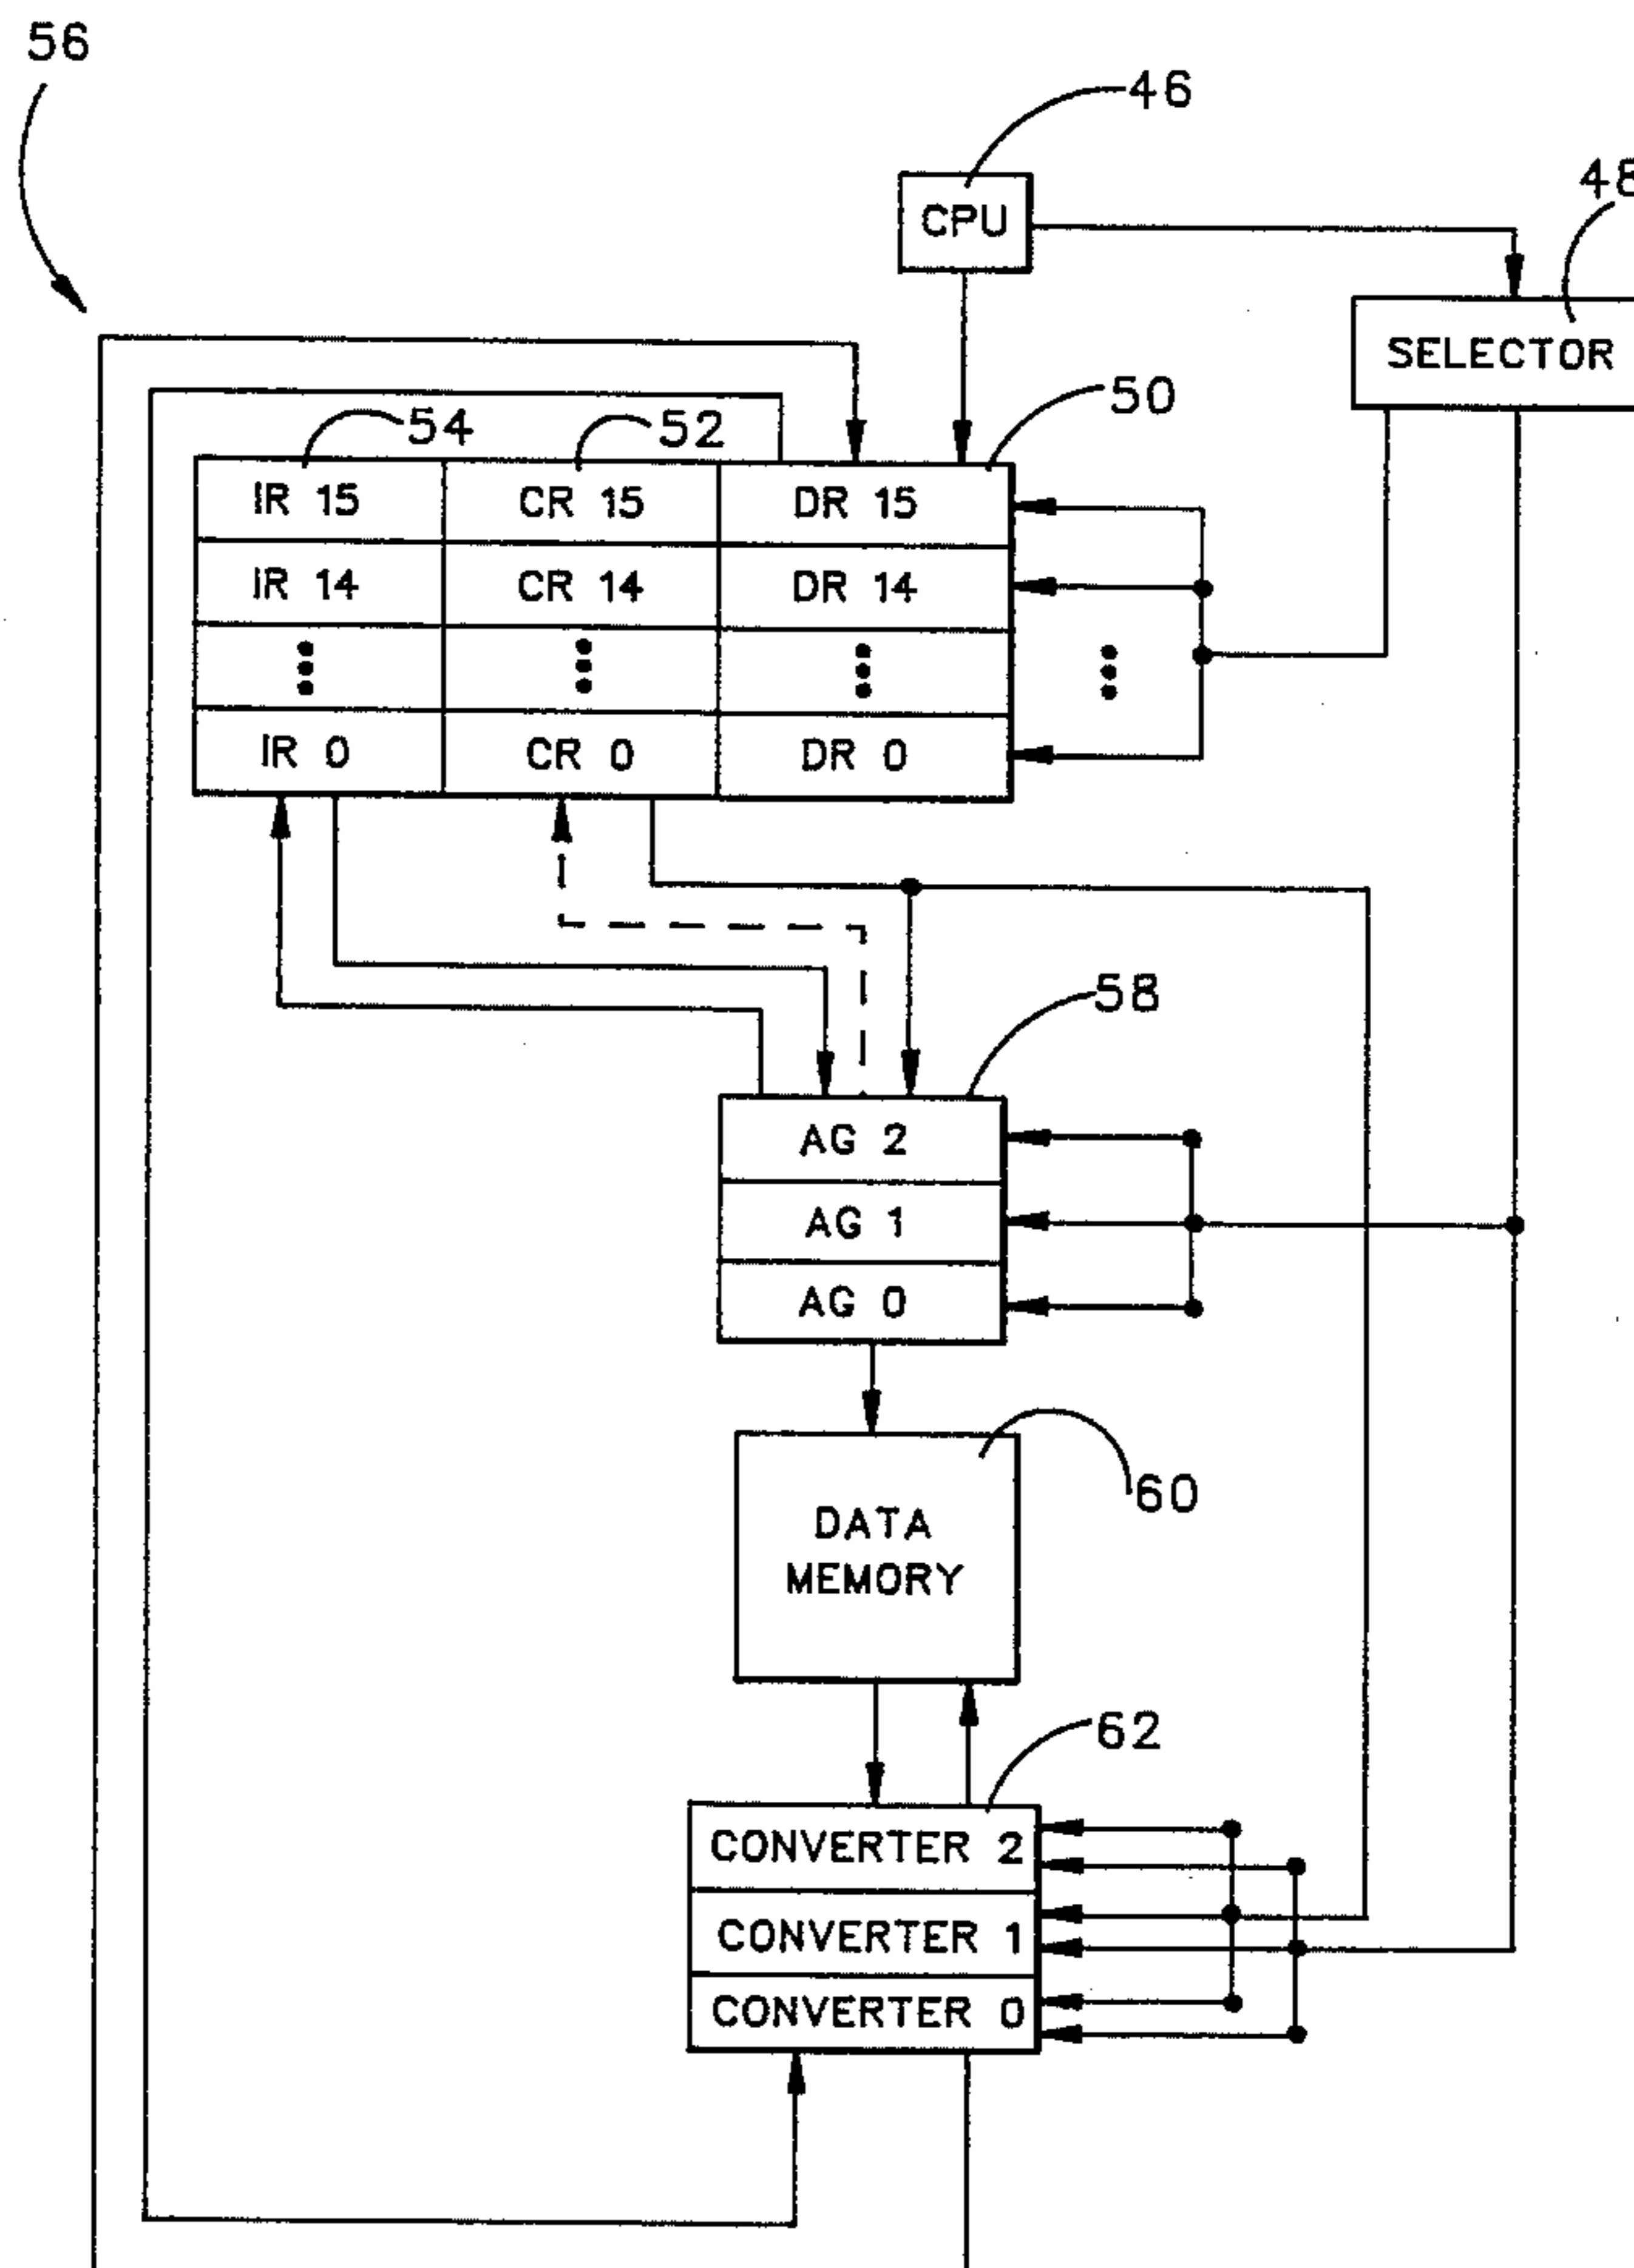 56
46
CPU
48
SELECTOR
50
54
52
IR 15 CR 15 DR 15
IR 14 CR 14 DR 14
IR 0 CR 0 DR 0
58
AG 2
AG 1
AG 0
60
DATA
MEMORY
62
CONVERTER 2
CONVERTER 1
CONVERTER 0